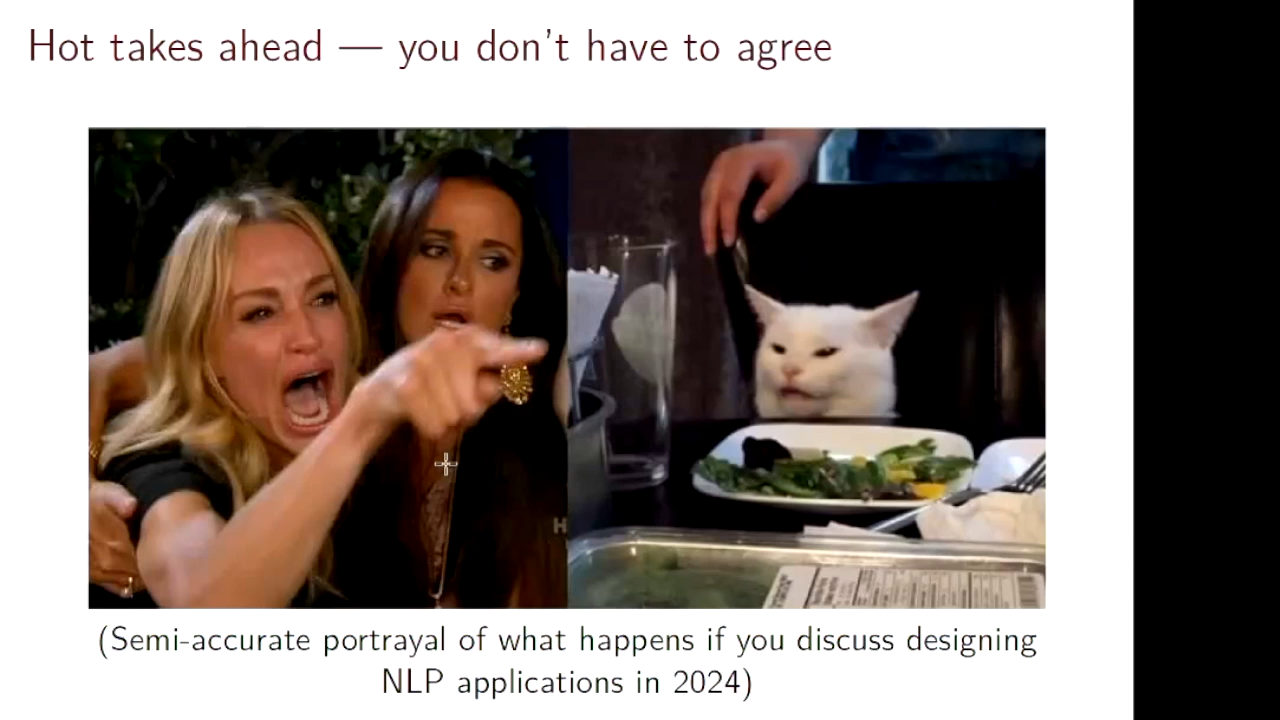 Hot takes ahead — you don't have to agree
H
(Semi-accurate portrayal of what happens if you discuss designing
NLP applications in 2024)